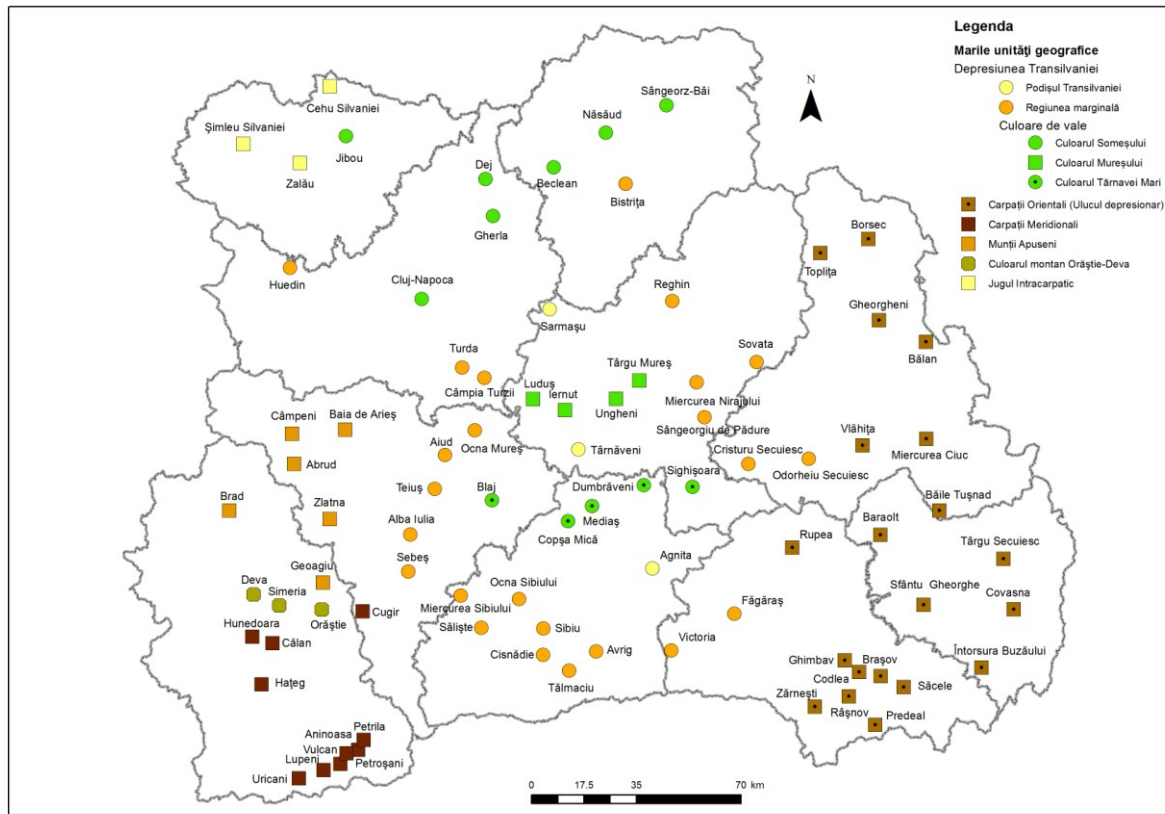 Legenda
Marile unităţi geografice
Depresiunea Transilvaniei
Podişul Transilvaniei
Regiunea marginală
Culoare de vale
Culoarul Someșului
Culoarul Mureșului
Culoarul Târnavei Mari
Carpații Orientali (Ulucul depresionar)
Carpații Meridionali
Munții Apuseni
Culoarul montan Orăștie-Deva
Jugul Intracarpatic
N
Cehu Silvaniei
Şimleu Silvaniei
Jibou
Zalău
Sângeorz-Băi
Năsăud
Dej
Beclean
Bistriţa
Gherla
Borsec
Topliţa
Huedin
Cluj-Napoca
Reghin
Gheorgheni
Sarmaşu
Bălan
Turda
Sovata
Câmpia Turzii
Târgu Mureş
Luduş
Iernut
Ungheni
Miercurea Nirajului
Sângeorgiu de Pădure
Câmpeni
Baia de Arieş
Ocna Mureş
Aiud
Târnăveni
Vlăhiţa
Miercurea Ciuc
Cristuru Secuiesc
Odorheiu Secuiesc
Abrud
Teiuş
Blaj
Dumbrăveni
Sighişoara
Brad
Zlatna
Mediaş
Copşa Mică
Alba Iulia
Băile Tuşnad
Baraolt
Rupea
Târgu Secuiesc
Sebeş
Geoagiu
Agnita
Deva
Simeria
Orăştie
Ocna Sibiului
Miercurea Sibiului
Făgăraş
Sfântu Gheorghe
Covasna
Cugir
Hunedoara
Călan
Sălişte
Sibiu
Cisnădie
Avrig
Victoria
Tălmaciu
Ghimbav
Braşov
Întorsura Buzăului
Codlea
Săcele
Haţeg
Zărneşti
Râşnov
Predeal
Aninoasa
Petrila
Vulcan
Lupeni
Petroşani
Uricani
0 17,5 35 70 km